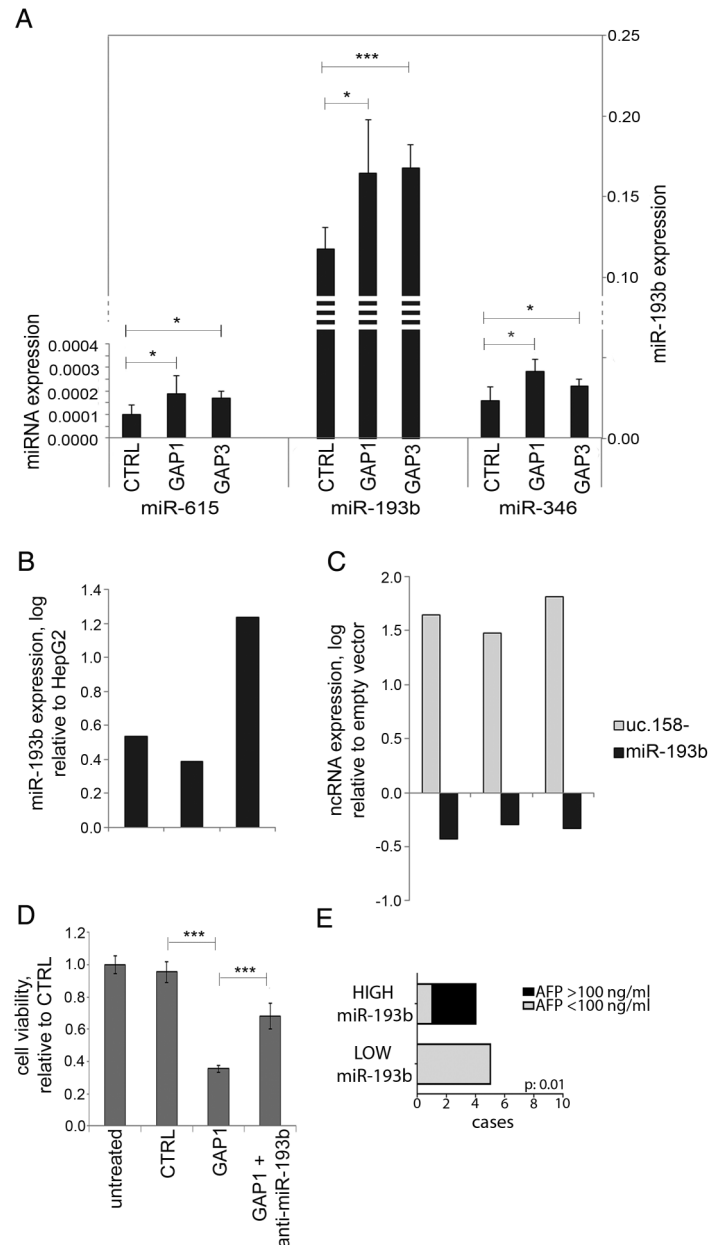 A
0.25
0.20
0.15
0.10
0.00
miR-193b expression
***
*
*
*
*
*
miRNA expression
0.0004
0.0003
0.0002
0.0001
0.0000
CTRL GAP1 GAP3 CTRL GAP1 GAP3 CTRL GAP1 GAP3
miR-615 miR-193b miR-346
B
miR-193b expression, log
relative to HepG2
1.4
1.2
1.0
0.8
0.6
0.4
0.2
0.0
C
ncRNA expression, log
relative to empty vector
2.0
1.5
1.0
0.5
0.0
-0.5
-1.0
uc.158-
miR-193b
D
cell viability,
relative to CTRL
1.2
1.0
0.8
0.6
0.4
0.2
0.0
***
***
untreated
CTRL
GAP1
GAP1 +
anti-miR-193b
E
HIGH
miR-193b
LOW
miR-193b
AFP >100 ng/ml
AFP <100 ng/ml
p: 0.01
0 2 4 6 8 10
cases